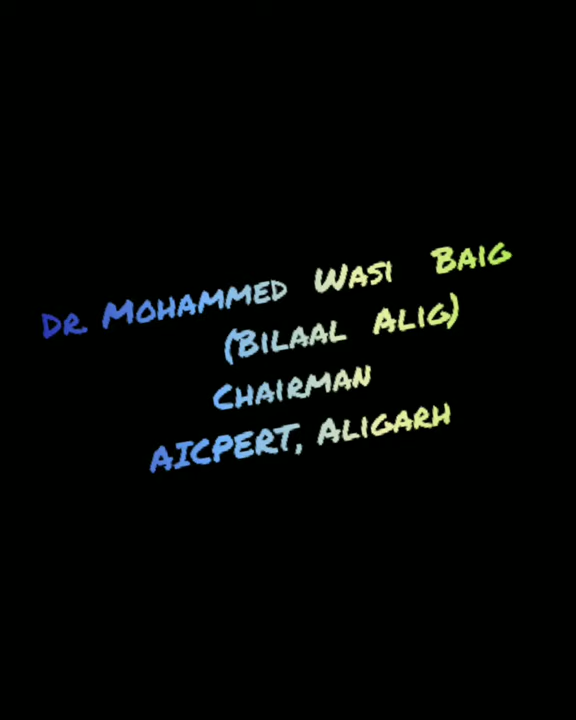 Dr. Mohammed Wasi Baig
(Bilaal Alig)
Chairman
AICPERT, Aligarh